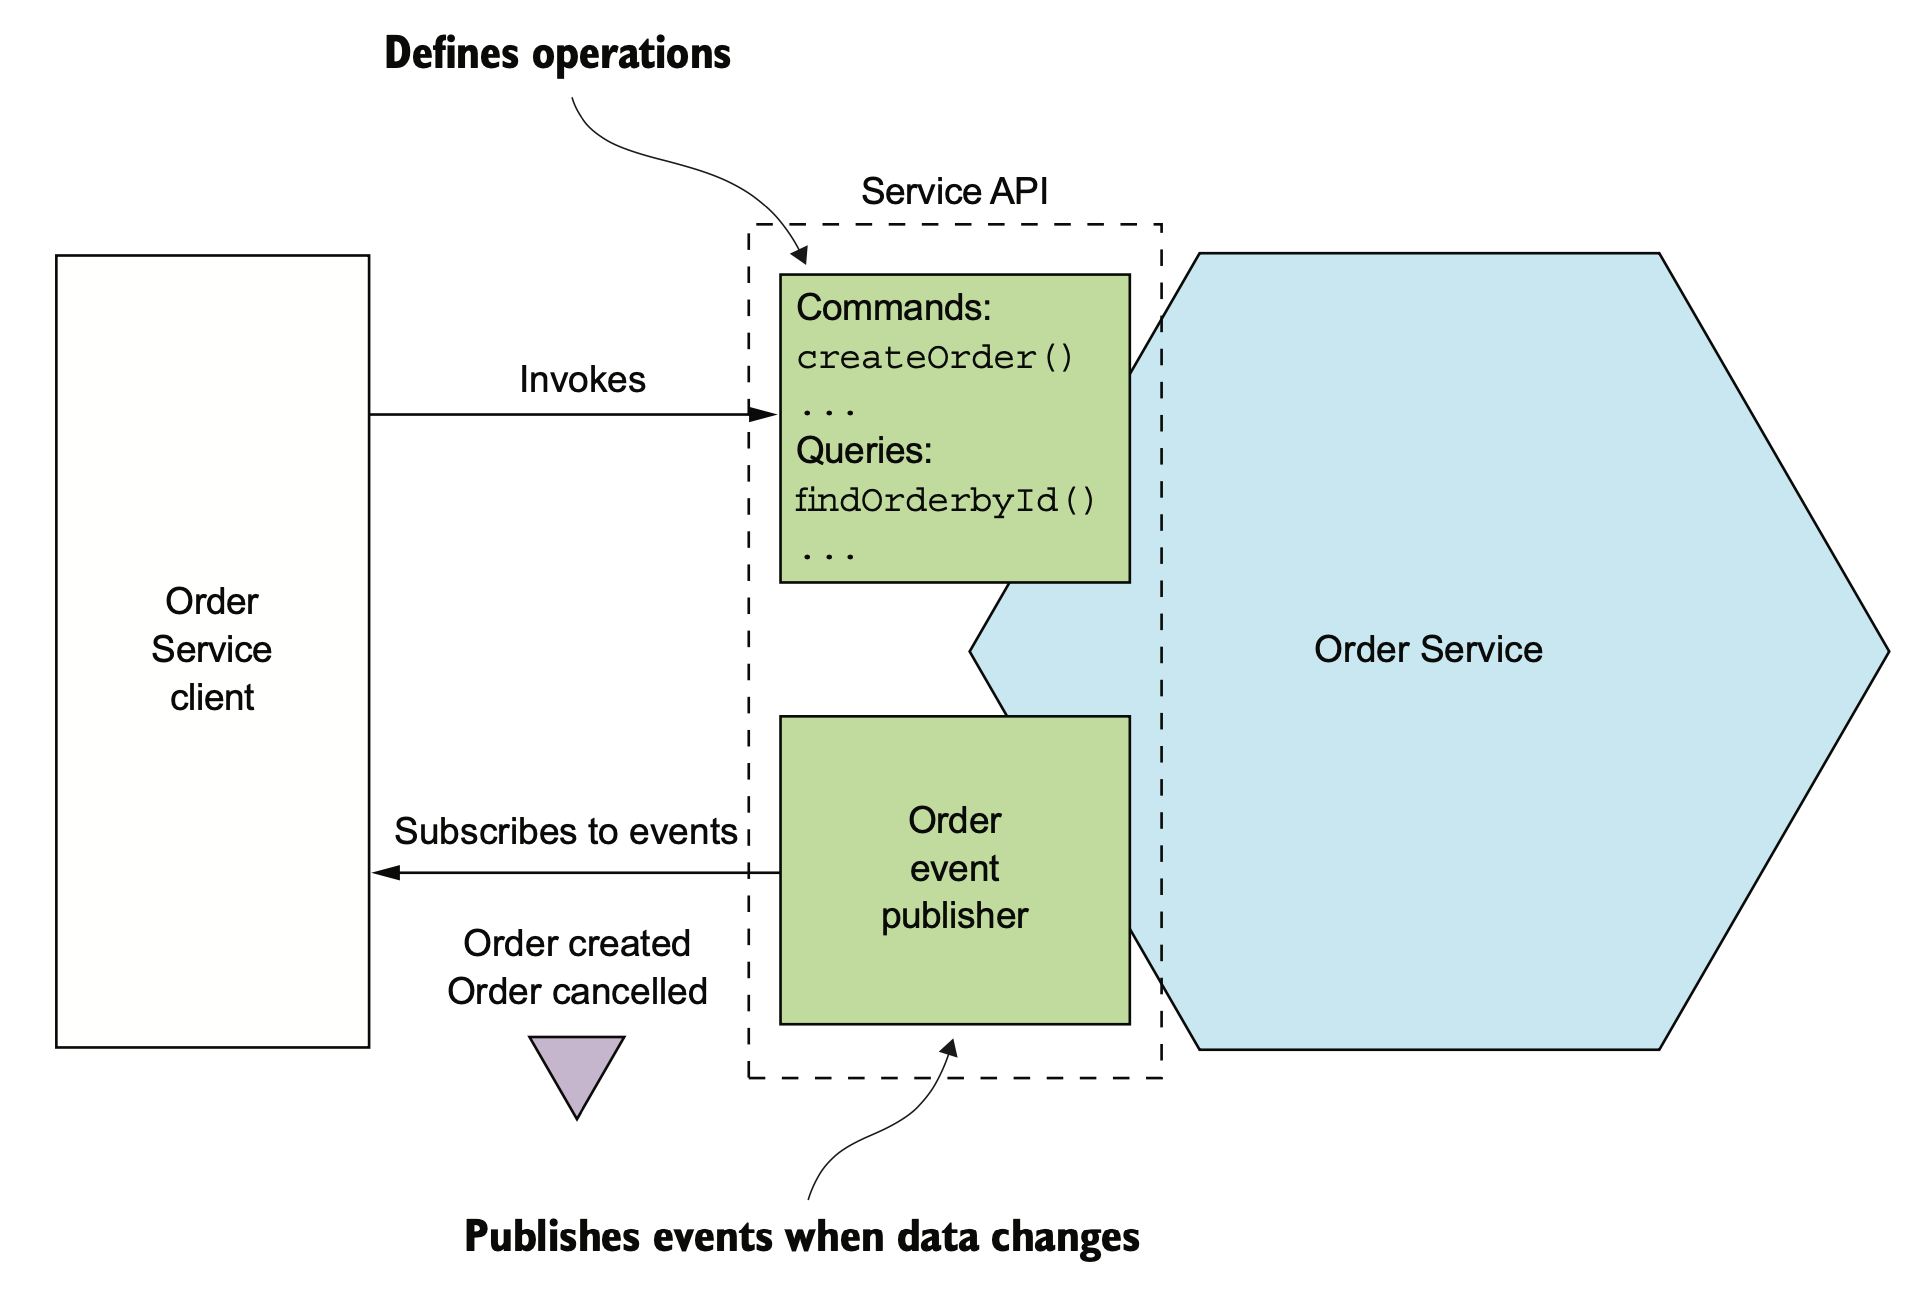 Defines operations
Service API
Commands:
createOrder()
...
Queries:
findOrderbyId()
...
Invokes
Order
Service
client
Order Service
Subscribes to events
Order
event
publisher
Order created
Order cancelled
Publishes events when data changes